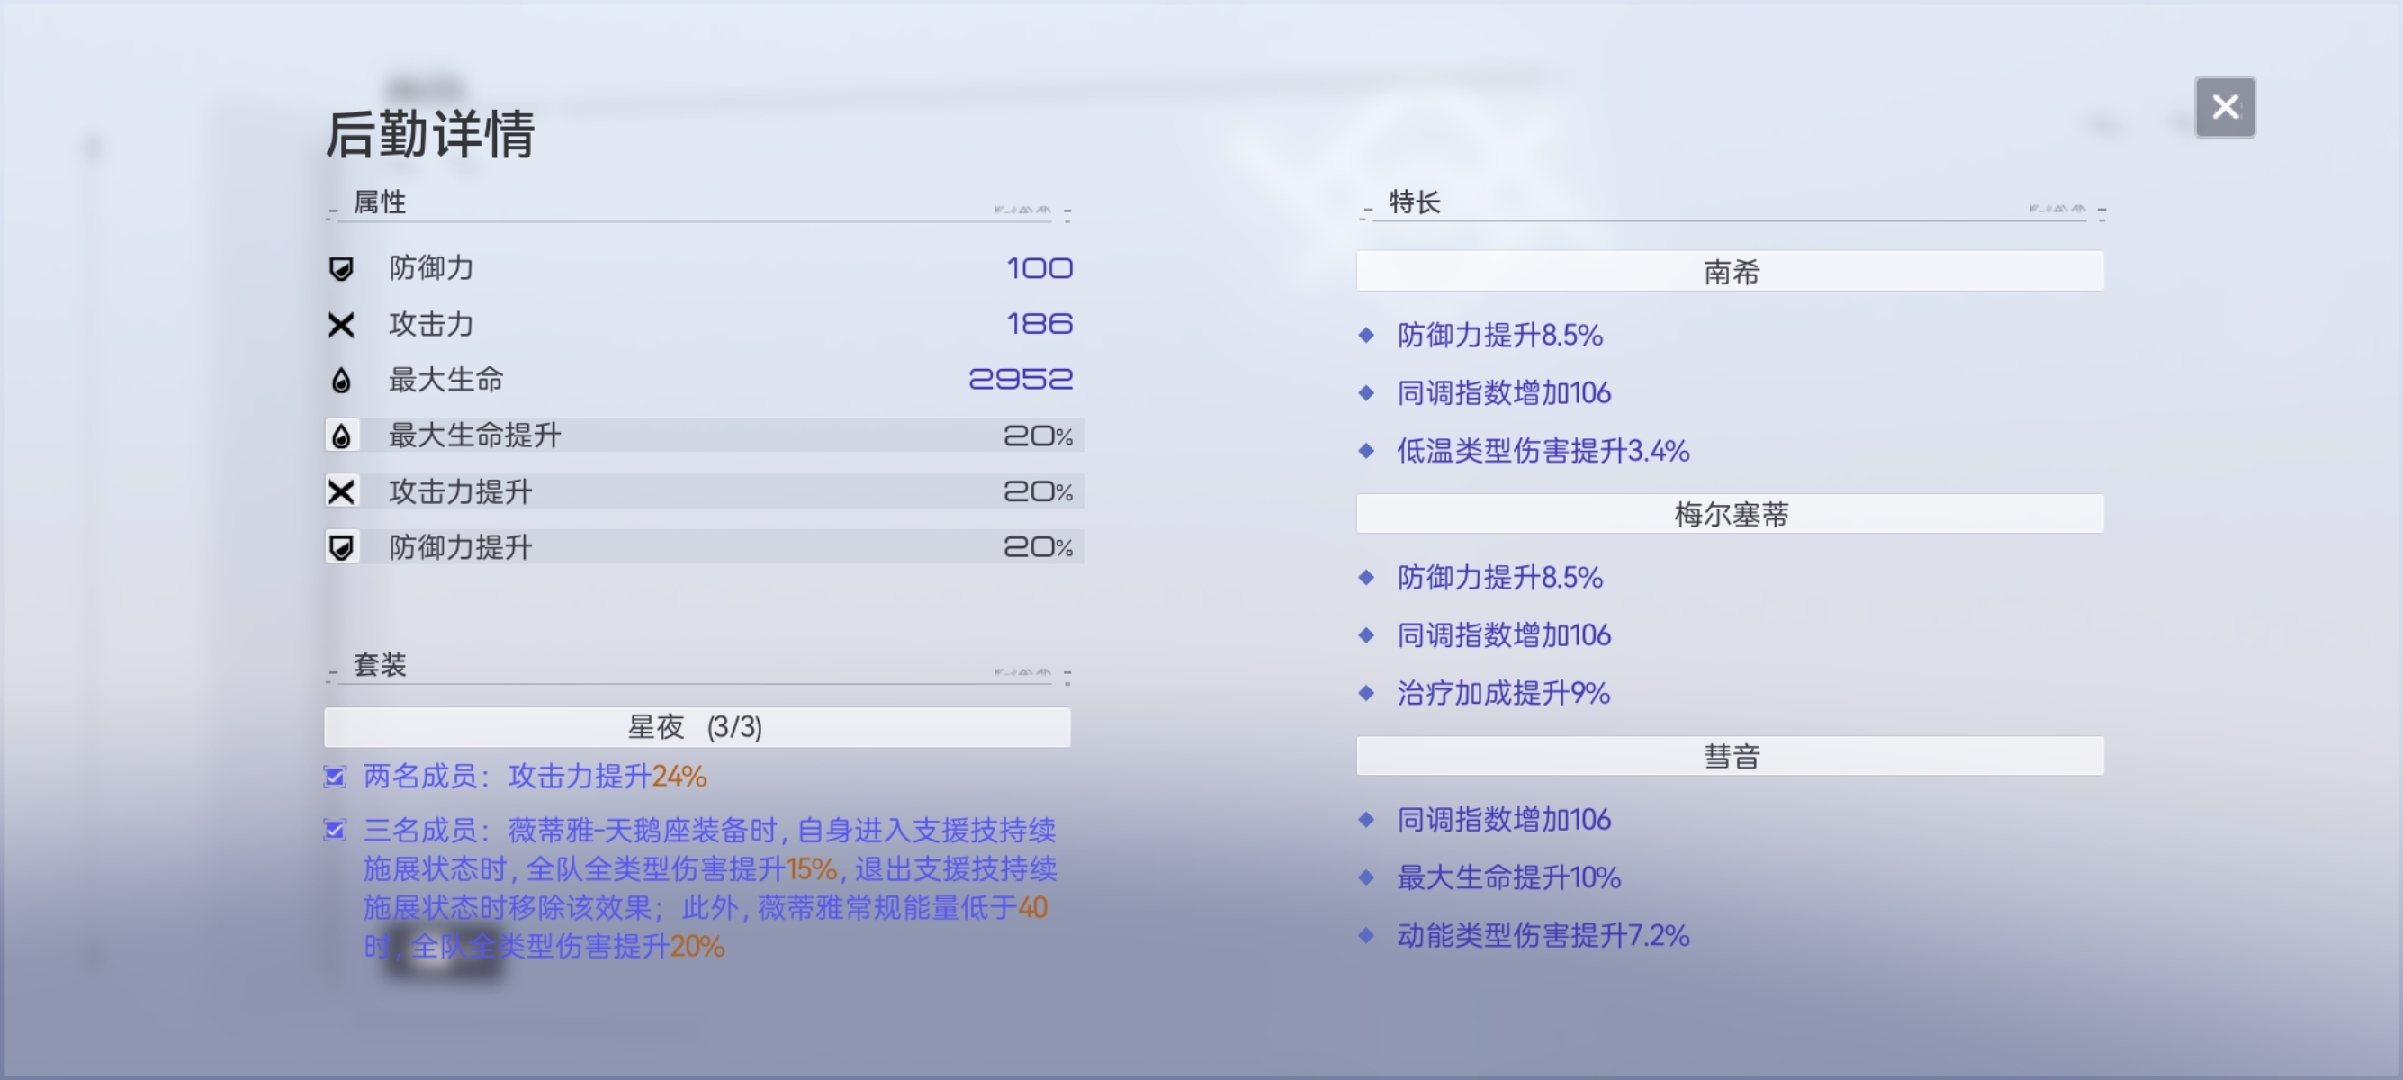 后勤详情
属性
防御力 100
攻击力 186
最大生命 2952
最大生命提升 20%
攻击力提升 20%
防御力提升 20%
套装
星夜 (3/3)
两名成员：攻击力提升24%
三名成员：薇蒂雅-天鹅座装备时,自身进入支援技持续
施展状态时,全队全类型伤害提升15%,退出支援技持续
施展状态时移除该效果；此外,薇蒂雅常规能量低于40
时,全队全类型伤害提升20%
特长
南希
防御力提升8.5%
同调指数增加106
低温类型伤害提升3.4%
梅尔塞蒂
防御力提升8.5%
同调指数增加106
治疗加成提升9%
彗音
同调指数增加106
最大生命提升10%
动能类型伤害提升7.2%